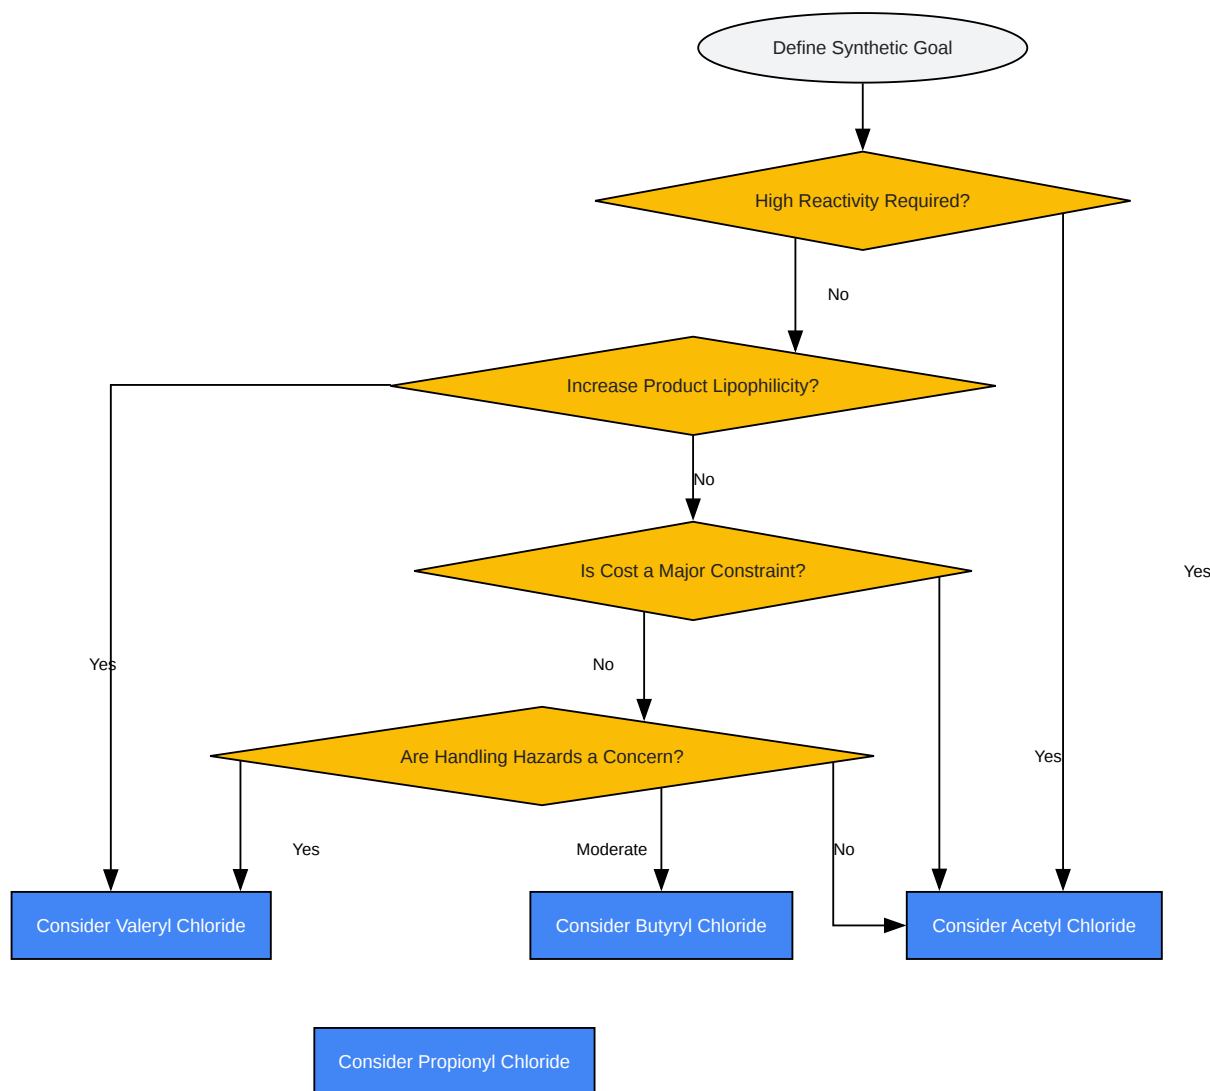 Define Synthetic Goal
High Reactivity Required?
No
Increase Product Lipophilicity?
No
Is Cost a Major Constraint?
Yes
Yes
No
Are Handling Hazards a Concern?
Yes
Yes
Moderate
No
Consider Valeryl Chloride
Consider Butyryl Chloride
Consider Acetyl Chloride
Consider Propionyl Chloride